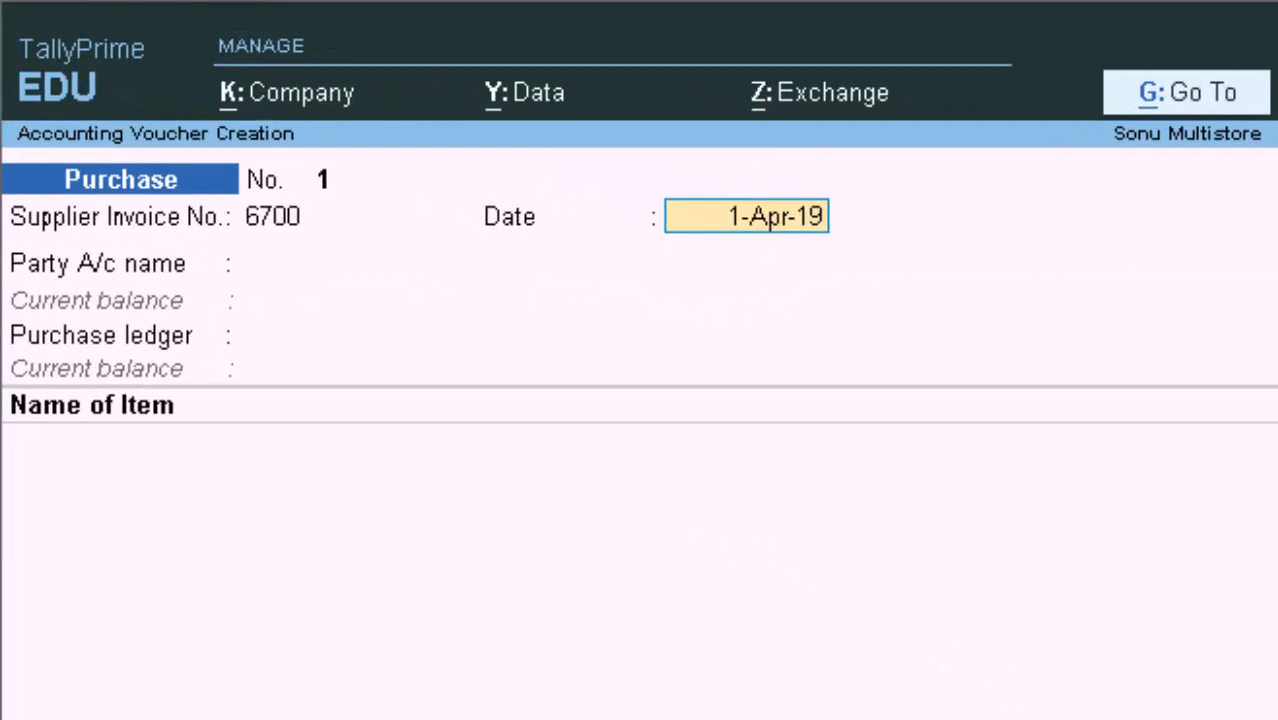 TallyPrime
EDU
MANAGE
K: Company Y: Data Z: Exchange G: Go To
Accounting Voucher Creation Sonu Multistore
Purchase No. 1
Supplier Invoice No.: 6700 Date : 1-Apr-19
Party A/c name :
Current balance :
Purchase ledger :
Current balance :
Name of Item